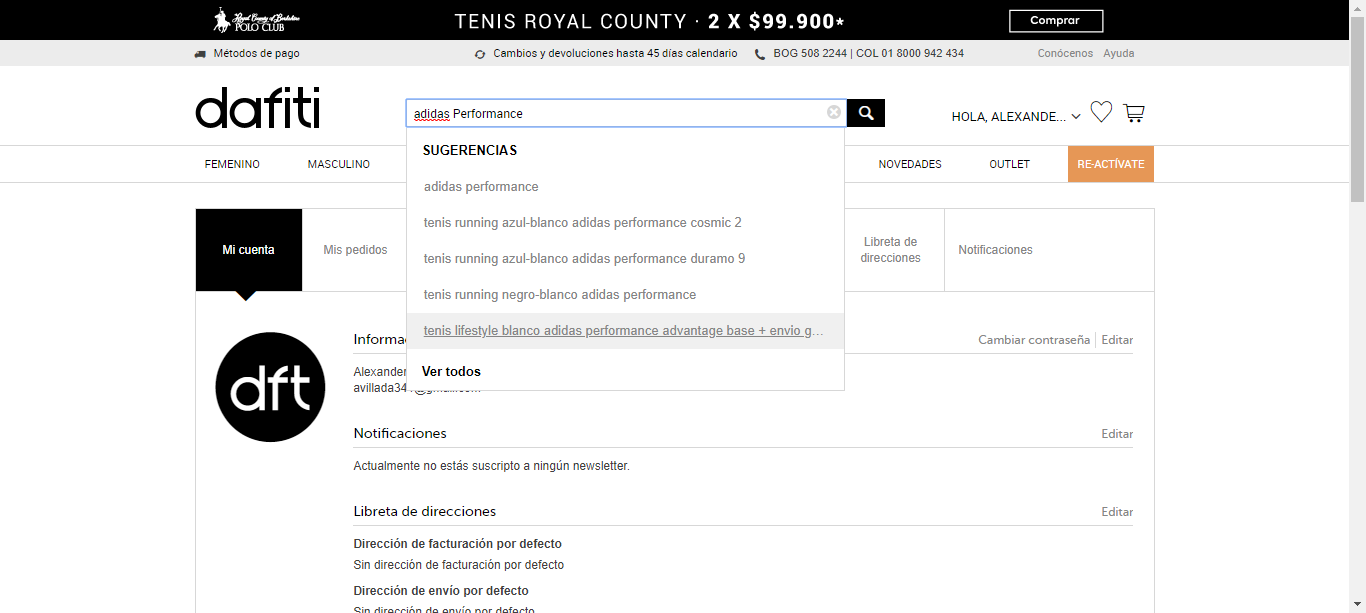 Royal County of Berkshire
POLO CLUB
TENIS ROYAL COUNTY · 2 X $99.900*
Comprar
Métodos de pago
Cambios y devoluciones hasta 45 días calendario
BOG 508 2244 | COL 01 8000 942 434
Conócenos Ayuda
dafiti
adidas Performance
HOLA, ALEXANDE...
SUGERENCIAS
adidas performance
tenis running azul-blanco adidas performance cosmic 2
tenis running azul-blanco adidas performance duramo 9
tenis running negro-blanco adidas performance
tenis lifestyle blanco adidas performance advantage base + envio g...
Ver todos
FEMENINO MASCULINO NOVEDADES OUTLET RE-ACTÍVATE
Mi cuenta
Mis pedidos
Libreta de
direcciones
Notificaciones
dft
Informa
Cambiar contraseña | Editar
Alexander
Notificaciones
Editar
Actualmente no estás suscripto a ningún newsletter.
Libreta de direcciones
Editar
Dirección de facturación por defecto
Sin dirección de facturación por defecto
Dirección de envío por defecto
Sin dirección de envío por defecto